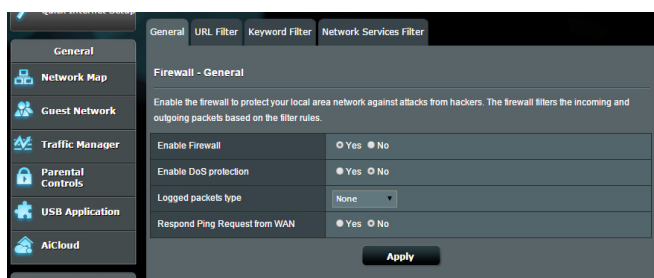 Quick Internet Setup
General
Network Map
Guest Network
Traffic Manager
Parental
Controls
USB Application
AiCloud
General URL Filter Keyword Filter Network Services Filter
Firewall - General
Enable the firewall to protect your local area network against attacks from hackers. The firewall filters the incoming and
outgoing packets based on the filter rules.
Enable Firewall Yes No
Enable DoS protection Yes No
Logged packets type None
Respond Ping Request from WAN Yes No
Apply